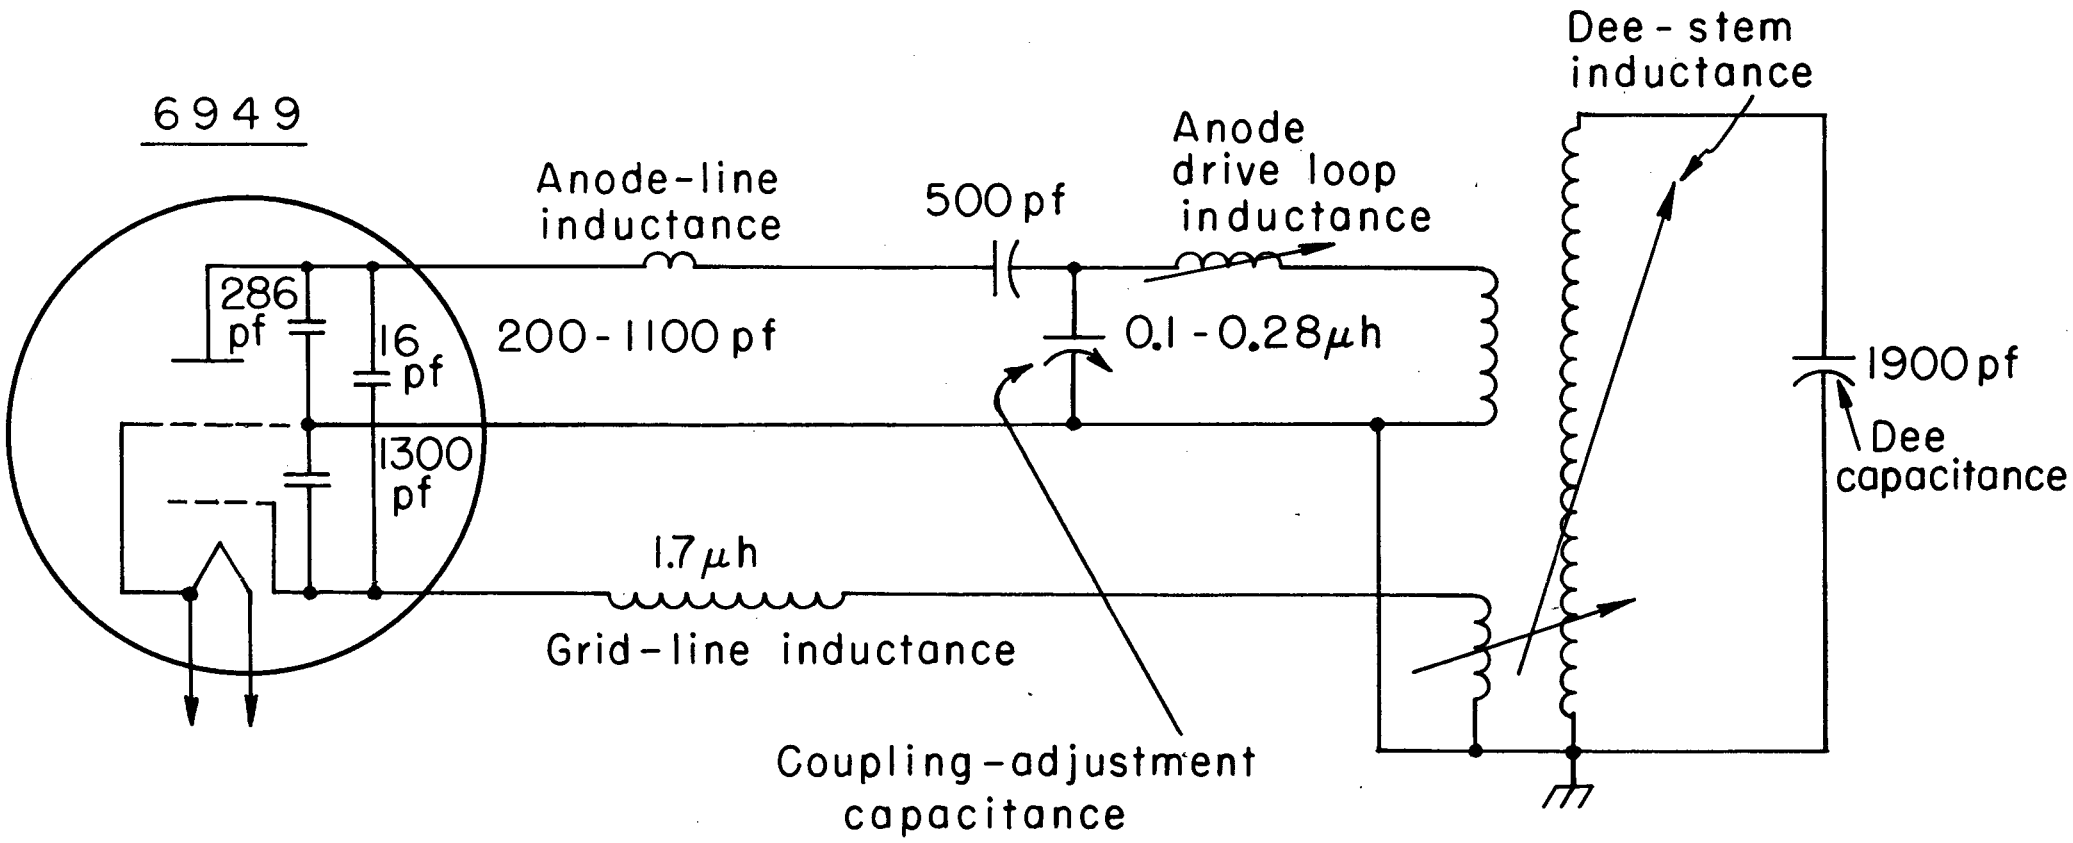 6949
Anode-line
inductance
500 pf
Anode
drive loop
inductance
Dee-stem
inductance
286
pf
16
pf
200-1100 pf
0.1-0.28μh
1900 pf
Dee
capacitance
1300
pf
1.7μh
Grid-line inductance
Coupling-adjustment
capacitance